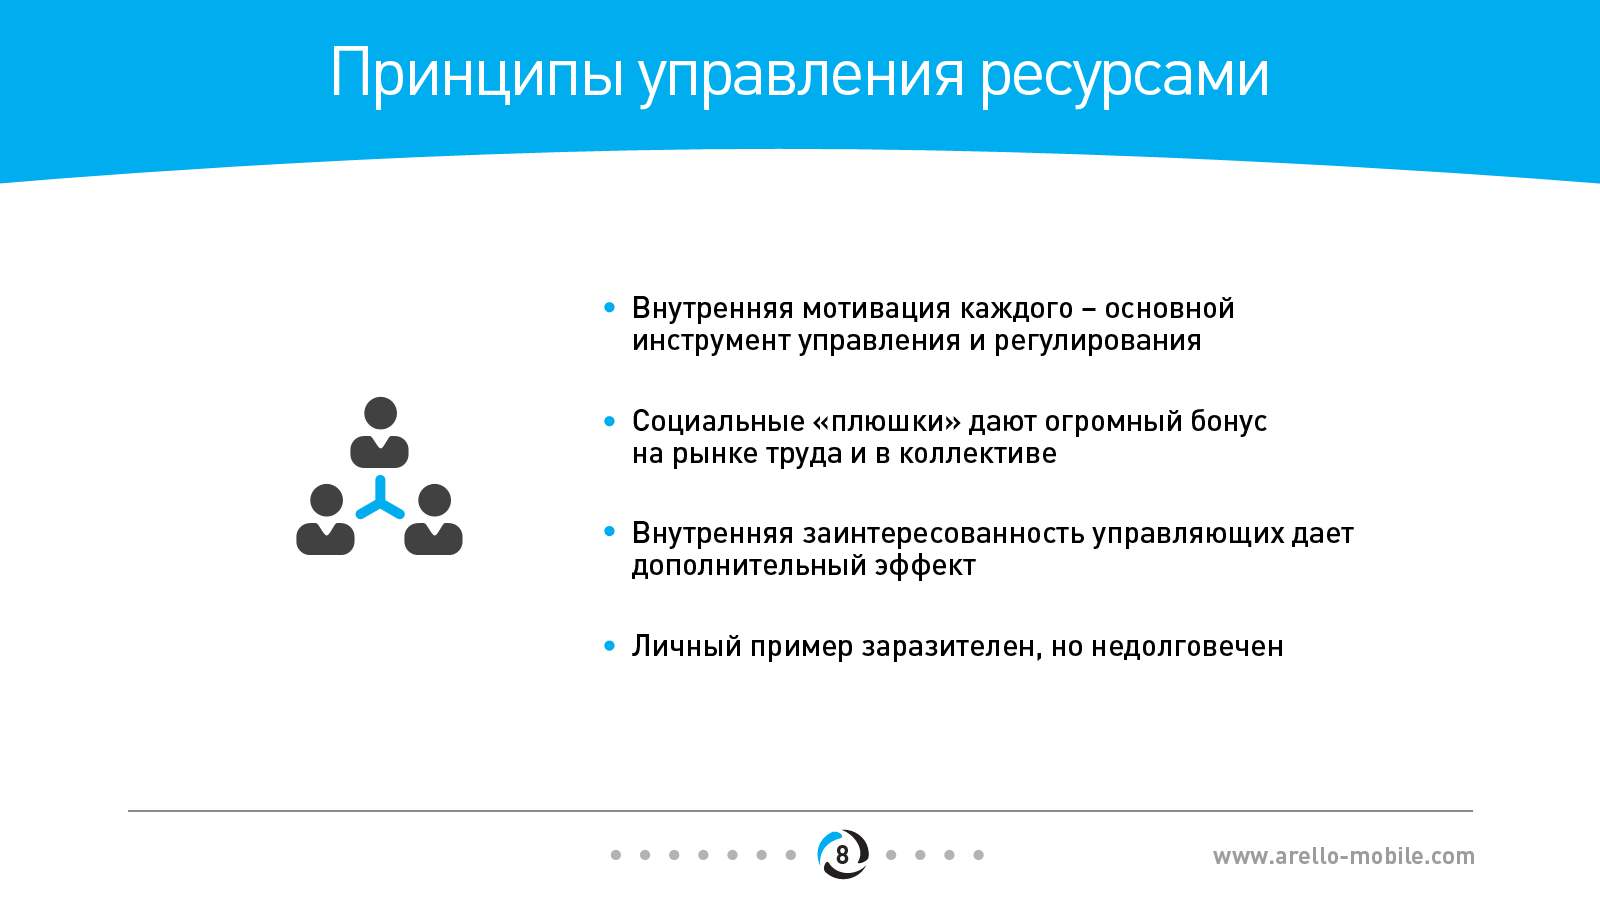 Принципы управления ресурсами
• Внутренняя мотивация каждого – основной
инструмент управления и регулирования
• Социальные «плюшки» дают огромный бонус
на рынке труда и в коллективе
• Внутренняя заинтересованность управляющих дает
дополнительный эффект
• Личный пример заразителен, но недолговечен
8
www.arello-mobile.com